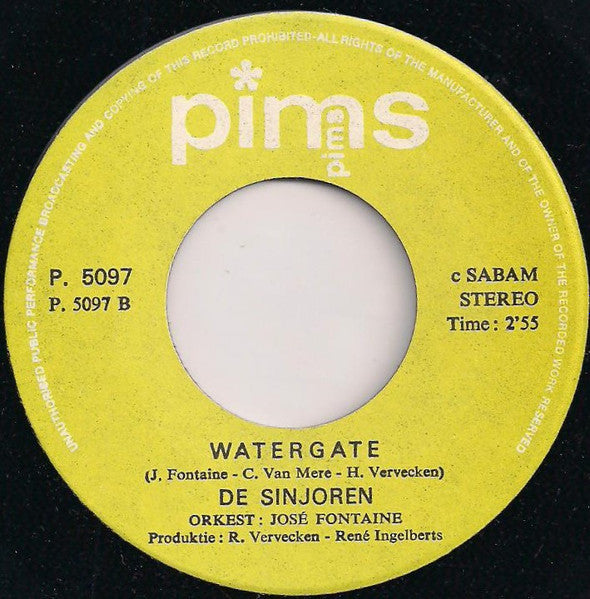 UNAUTHORISED PUBLIC PERFORMANCE BROADCASTING AND COPYING OF THIS RECORD PROHIBITED-ALL RIGHTS OF THE MANUFACTURER AND OF THE OWNER OF THE RECORDED WORK RESERVED
pims
pims
P. 5097
P. 5097 B
c SABAM
STEREO
Time: 2'55
WATERGATE
(J. Fontaine - C. Van Mere - H. Vervecken)
DE SINJOREN
ORKEST: JOSÉ FONTAINE
Produktie: R. Vervecken - René Ingelberts